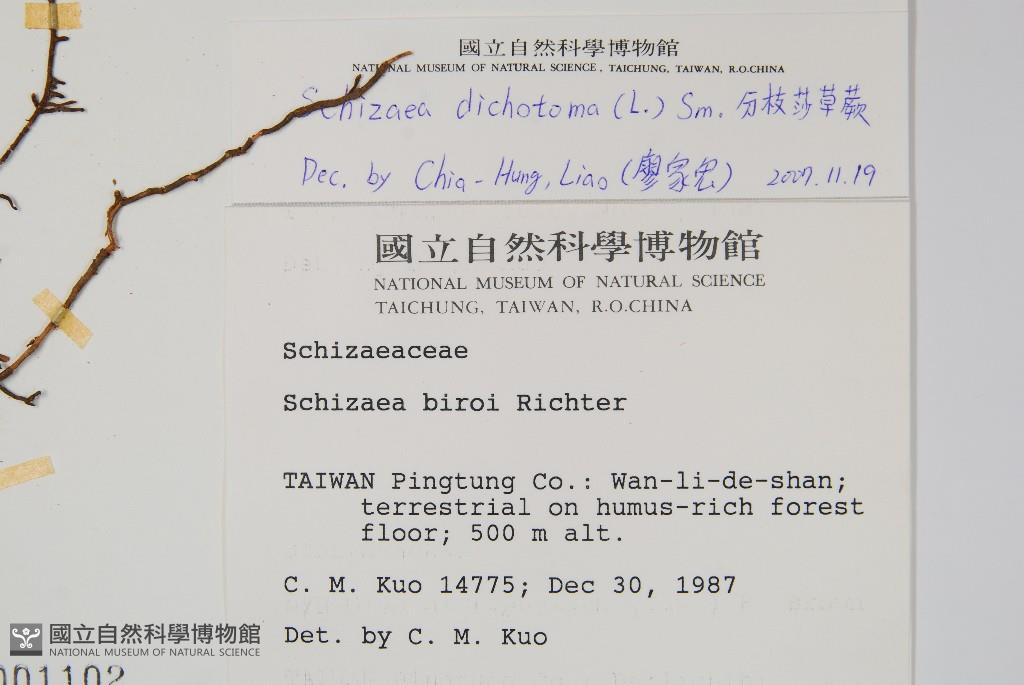 國立自然科學博物館
NATIONAL MUSEUM OF NATURAL SCIENCE, TAICHUNG, TAIWAN, R.O.CHINA
Schizaea dichotoma (L.) Sm. 分枝莎草蕨
Dec. by Chia-Hung, Liao (廖家宏) 2007.11.19
國立自然科學博物館
NATIONAL MUSEUM OF NATURAL SCIENCE
TAICHUNG, TAIWAN, R.O.CHINA
Schizaeaceae
Schizaea biroi Richter
TAIWAN Pingtung Co.: Wan-li-de-shan;
terrestrial on humus-rich forest
floor; 500 m alt.
C. M. Kuo 14775; Dec 30, 1987
Det. by C. M. Kuo
國立自然科學博物館
NATIONAL MUSEUM OF NATURAL SCIENCE
001102